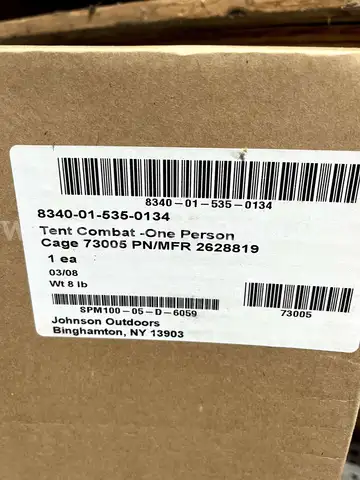 8340-01-535-0134
8340-01-535-0134
Tent Combat -One Person
Cage 73005 PN/MFR 2628819
1 ea
03/08
Wt 8 lb
SPM100-05-D-6059
73005
Johnson Outdoors
Binghamton, NY 13903